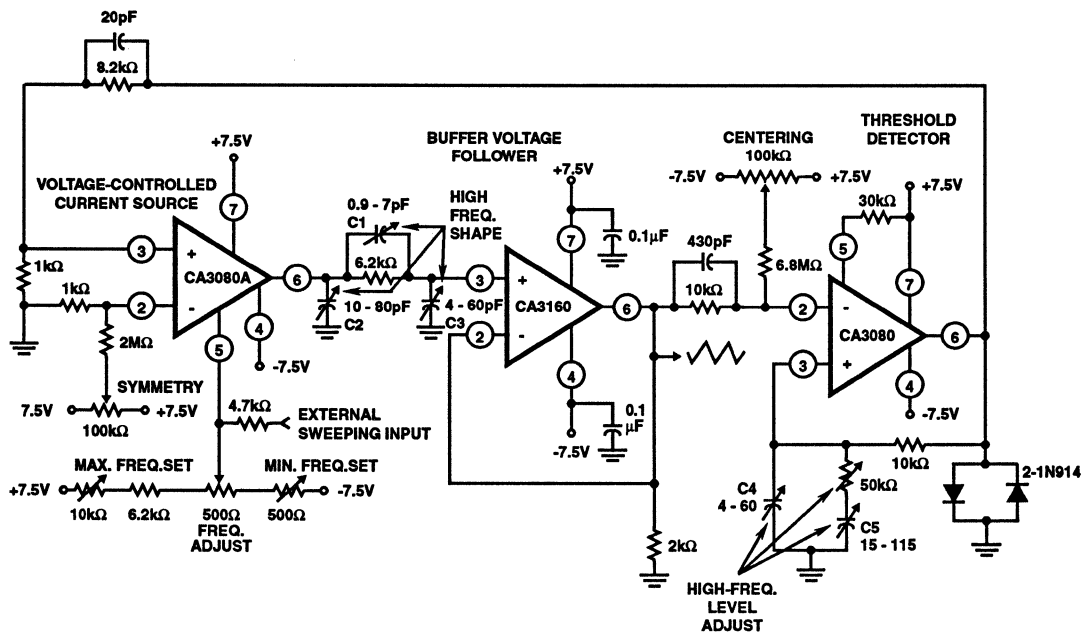 20pF
8.2kΩ
+7.5V
VOLTAGE-CONTROLLED
CURRENT SOURCE
7
3
+
CA3080A
6
1kΩ
1kΩ
2
-
4
-7.5V
5
2MΩ
SYMMETRY
7.5V
+7.5V
100kΩ
4.7kΩ
EXTERNAL
SWEEPING INPUT
MAX. FREQ.SET
MIN. FREQ.SET
+7.5V
-7.5V
10kΩ
6.2kΩ
500Ω
500Ω
FREQ.
ADJUST
0.9 - 7pF
C1
HIGH
FREQ.
SHAPE
6.2kΩ
10 - 80pF
C2
4 - 60pF
C3
BUFFER VOLTAGE
FOLLOWER
+7.5V
7
0.1µF
3
+
CA3160
6
2
-
4
0.1
µF
-7.5V
2kΩ
430pF
10kΩ
CENTERING
100kΩ
-7.5V
+7.5V
6.8MΩ
THRESHOLD
DETECTOR
+7.5V
30kΩ
5
7
2
-
CA3080
6
3
+
4
-7.5V
10kΩ
C4
4 - 60
50kΩ
C5
15 - 115
HIGH-FREQ.
LEVEL
ADJUST
2-1N914